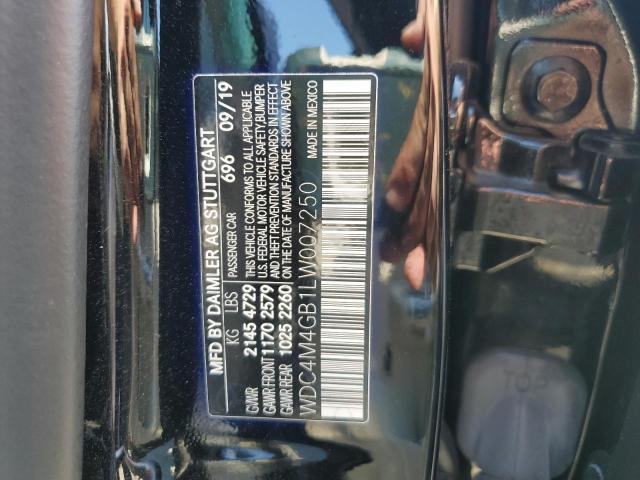 MFD BY DAIMLER AG STUTTGART
KG LBS PASSENGER CAR 696 09/19
GVWR 2145 4729 THIS VEHICLE CONFORMS TO ALL APPLICABLE
GAWR FRONT 1170 2579 U.S. FEDERAL MOTOR VEHICLE SAFETY/BUMPER
AND THEFT PREVENTION STANDARDS IN EFFECT
GAWR REAR 1025 2260 ON THE DATE OF MANUFACTURE SHOWN ABOVE
WDC4M4GB1LW007250 MADE IN MEXICO
TOP